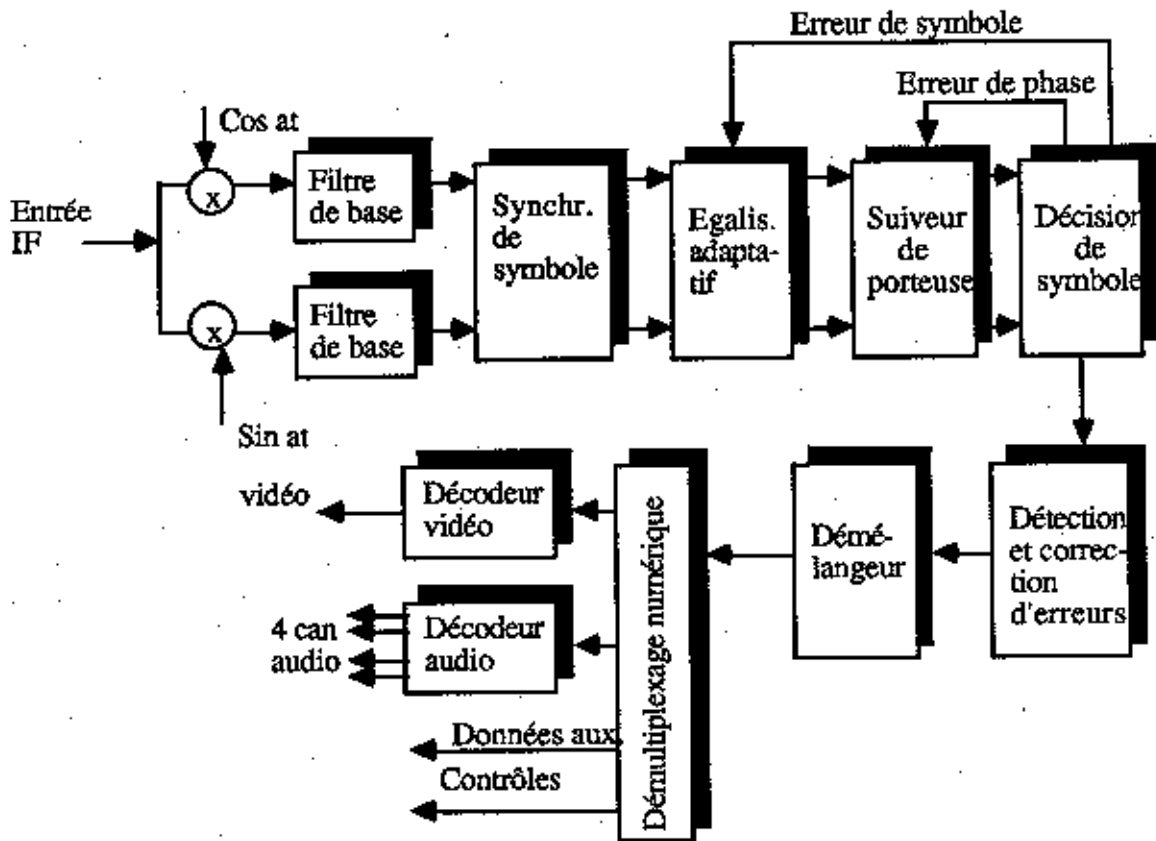 Erreur de symbole
Erreur de phase
Cos at
x
Filtre
de base
Synchr.
de
symbole
Egalis.
adapta-
tif
Suiveur
de
porteuse
Décision
de
symbole
Entrée
IF
x
Filtre
de base
Sin at
vidéo
Décodeur
vidéo
Démultiplexage numérique
Démé-
langeur
Détection
et correc-
tion
d'erreurs
4 can
audio
Décodeur
audio
Données aux.
Contrôles